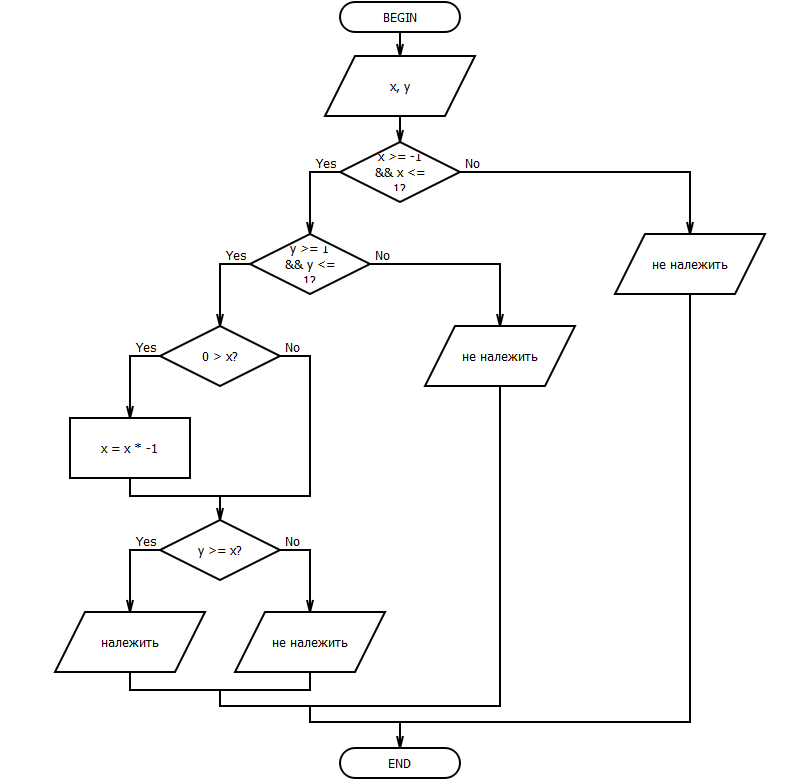 BEGIN
x, y
x >= -1
&& x <=
1?
Yes
No
y >= 1
&& y <=
1?
Yes
No
не належить
0 > x?
Yes
No
не належить
x = x * -1
y >= x?
Yes
No
належить
не належить
END